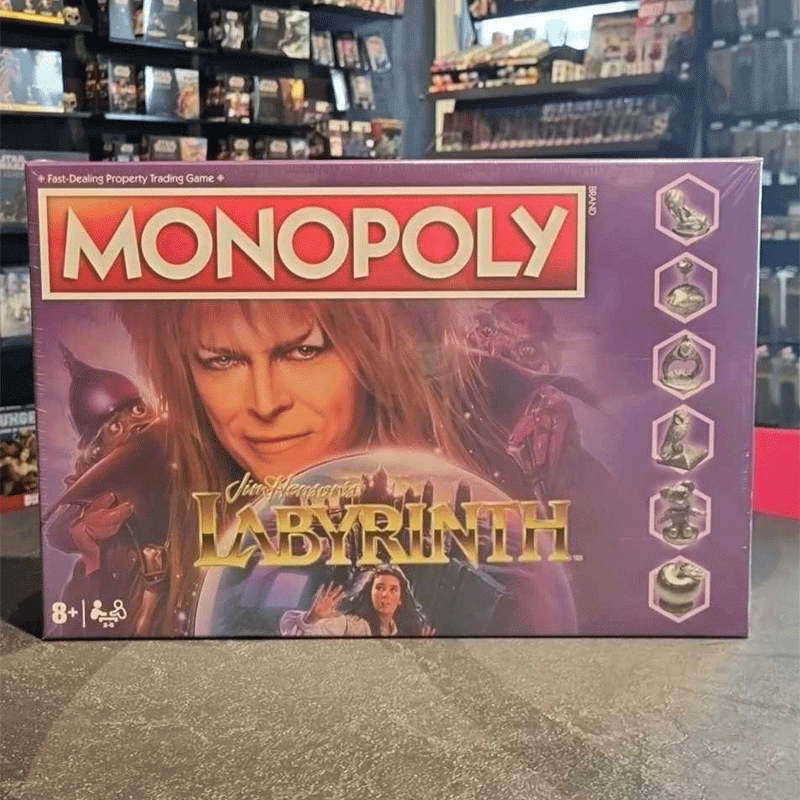 Fast-Dealing Property Trading Game
MONOPOLY
BRAND
Jim Henson's
LABYRINTH
8+